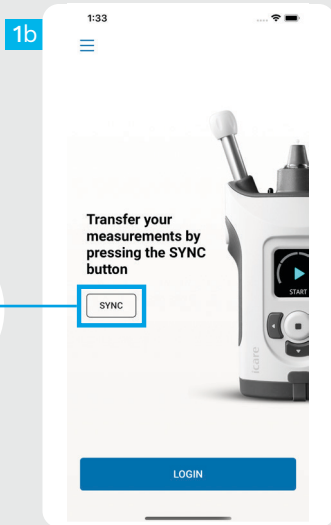 1b
1:33
Transfer your
measurements by
pressing the SYNC
button
SYNC
START
icare
LOGIN